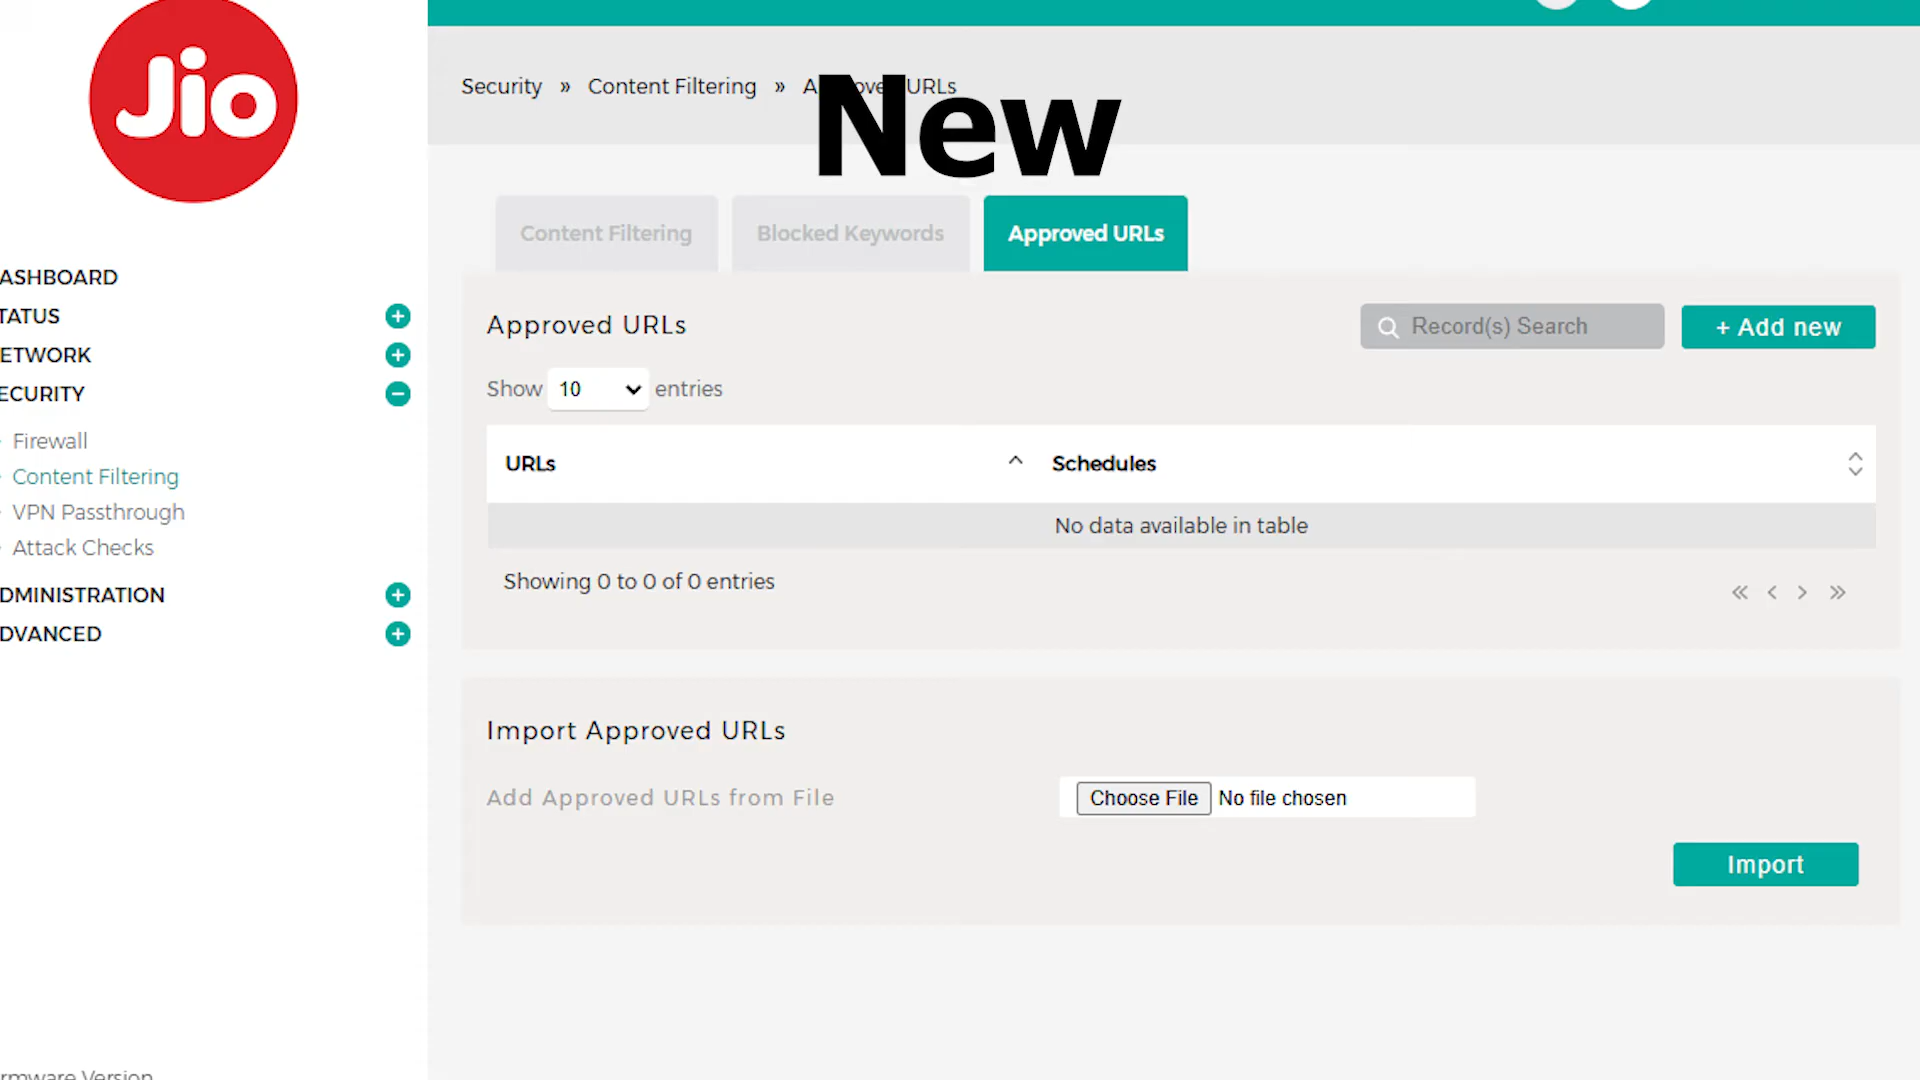 Jio
Security » Content Filtering » Approved URLs
New
Content Filtering
Blocked Keywords
Approved URLs
ASHBOARD
TATUS
ETWORK
ECURITY
Firewall
Content Filtering
VPN Passthrough
Attack Checks
DMINISTRATION
DVANCED
rmware Version
Approved URLs
Record(s) Search
+ Add new
Show 10 entries
URLs
Schedules
No data available in table
Showing 0 to 0 of 0 entries
« < > »
Import Approved URLs
Add Approved URLs from File
Choose File No file chosen
Import